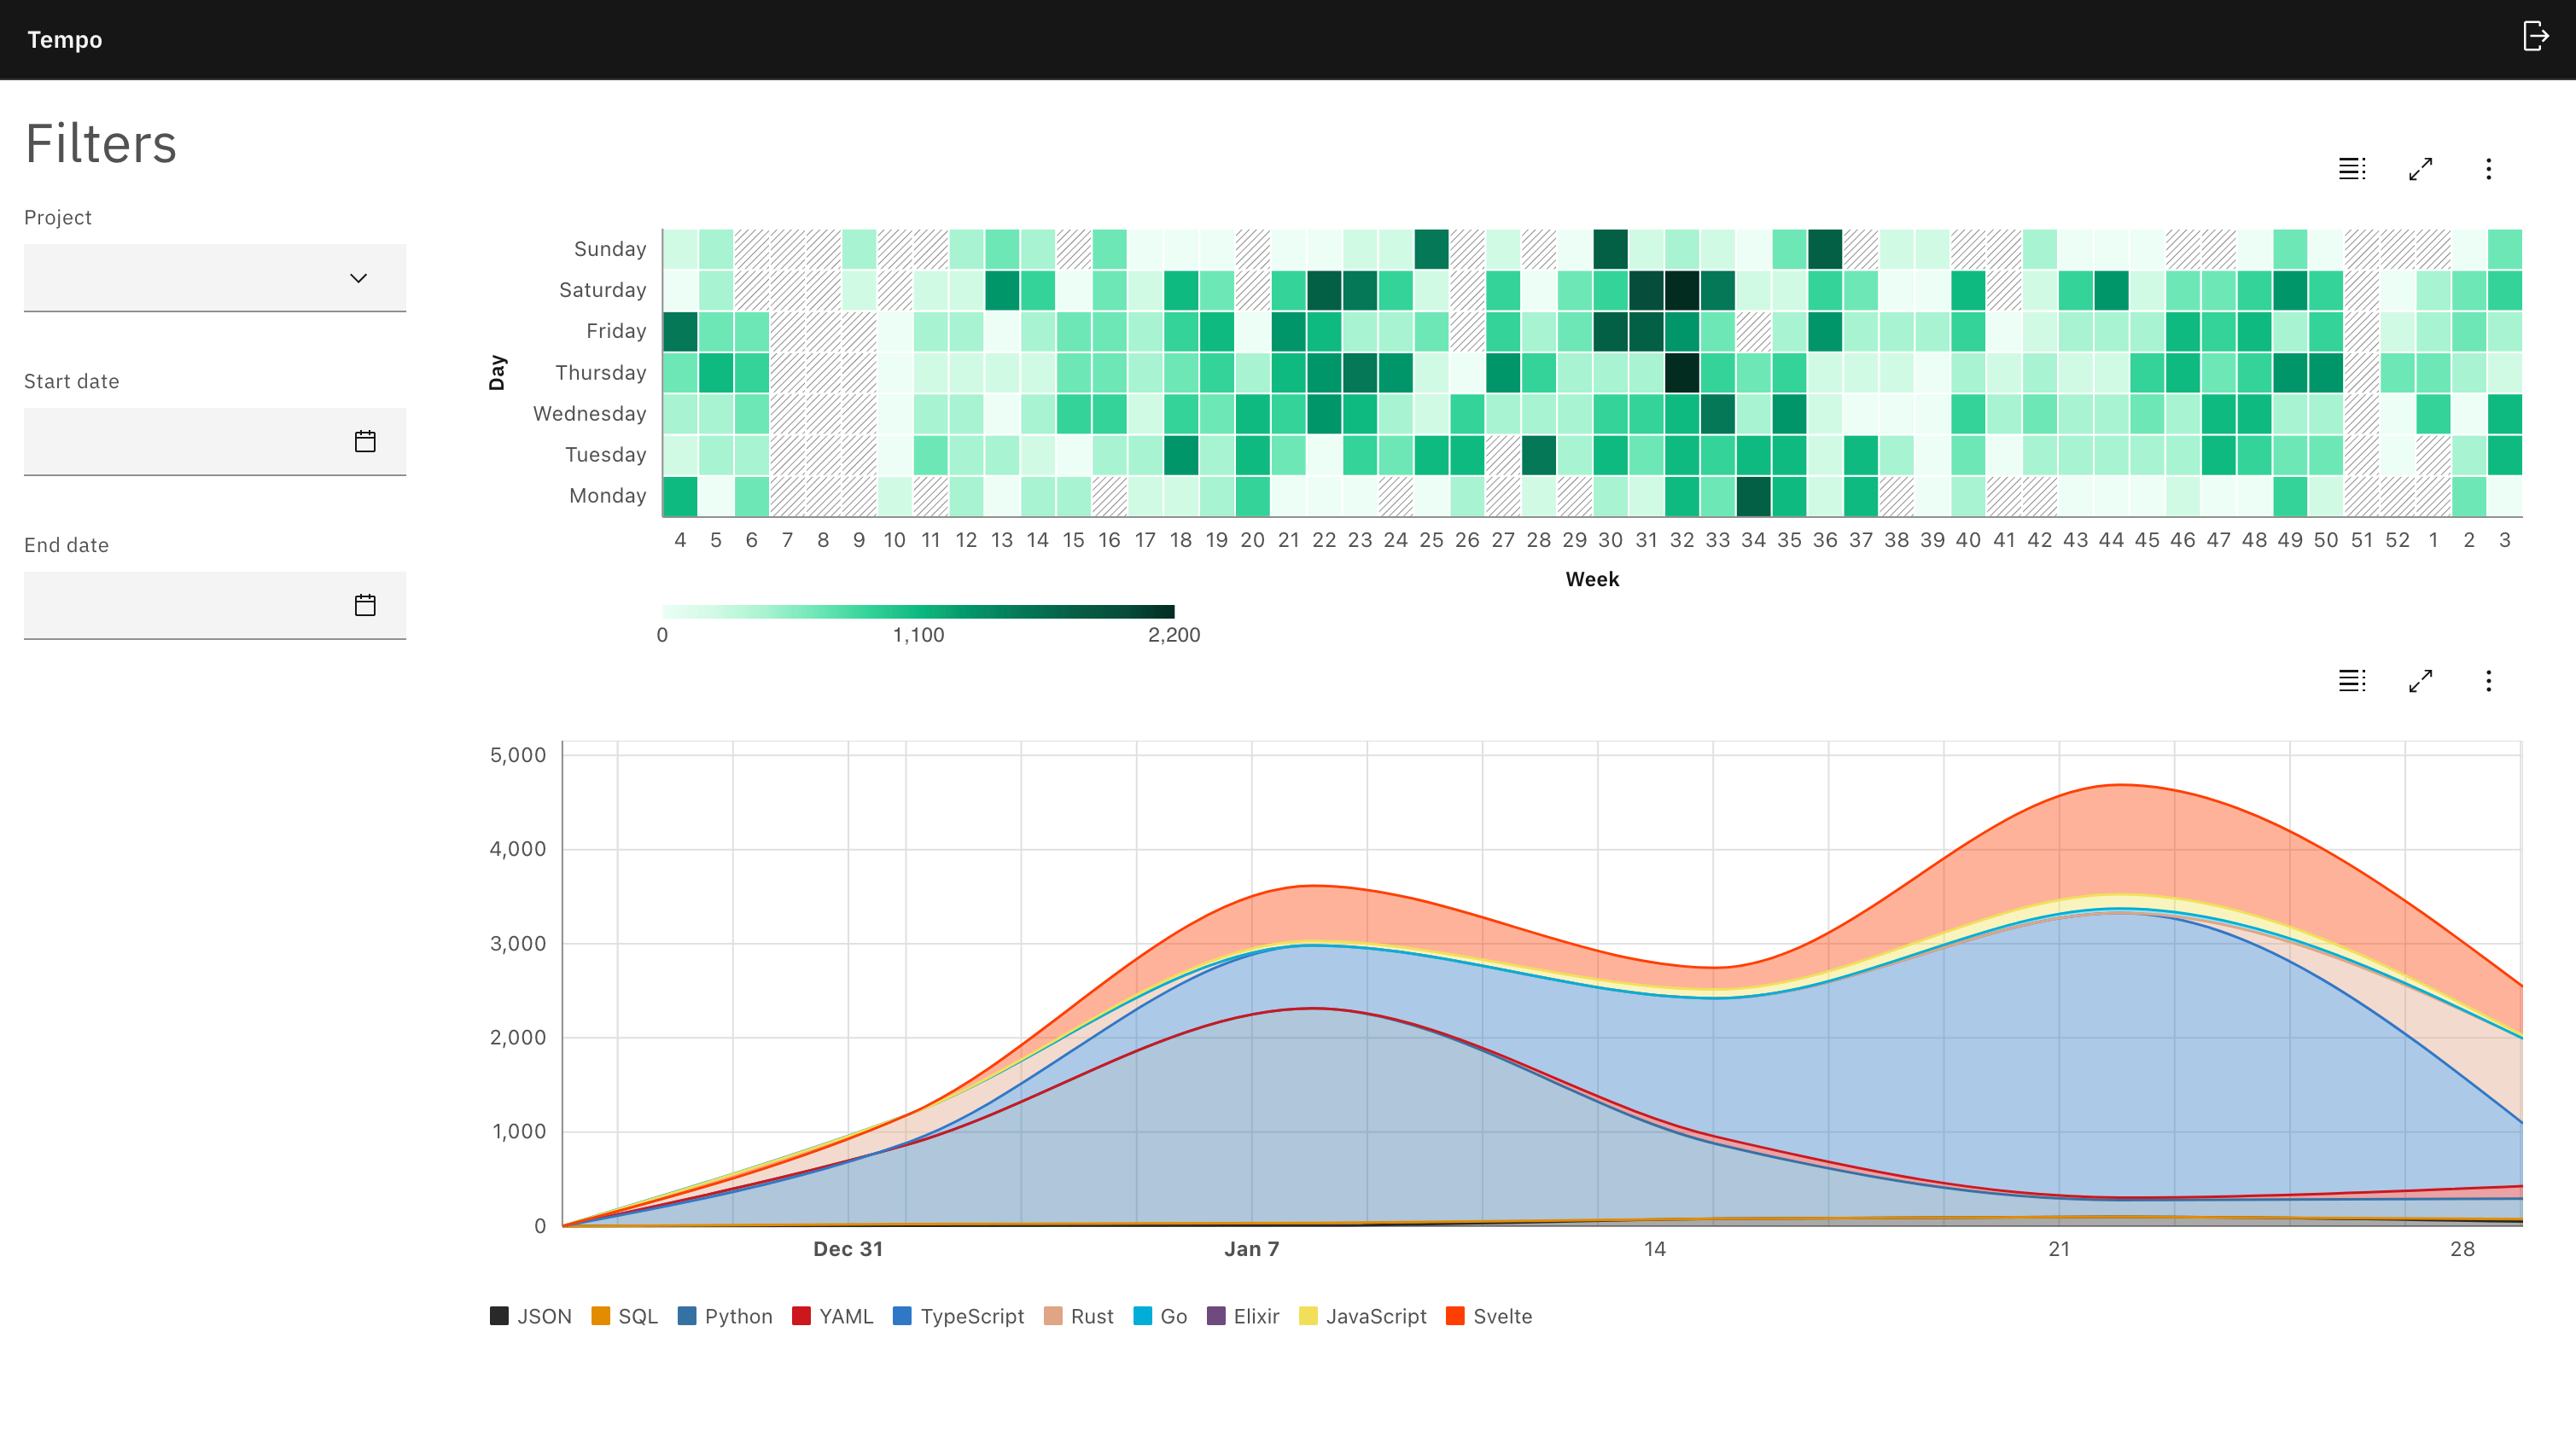 Tempo
Filters
Project
Start date
End date
Sunday
Saturday
Friday
Thursday
Wednesday
Tuesday
Monday
Day
4 5 6 7 8 9 10 11 12 13 14 15 16 17 18 19 20 21 22 23 24 25 26 27 28 29 30 31 32 33 34 35 36 37 38 39 40 41 42 43 44 45 46 47 48 49 50 51 52 1 2 3
Week
0 1,100 2,200
5,000
4,000
3,000
2,000
1,000
0
Dec 31 Jan 7 14 21 28
JSON SQL Python YAML TypeScript Rust Go Elixir JavaScript Svelte